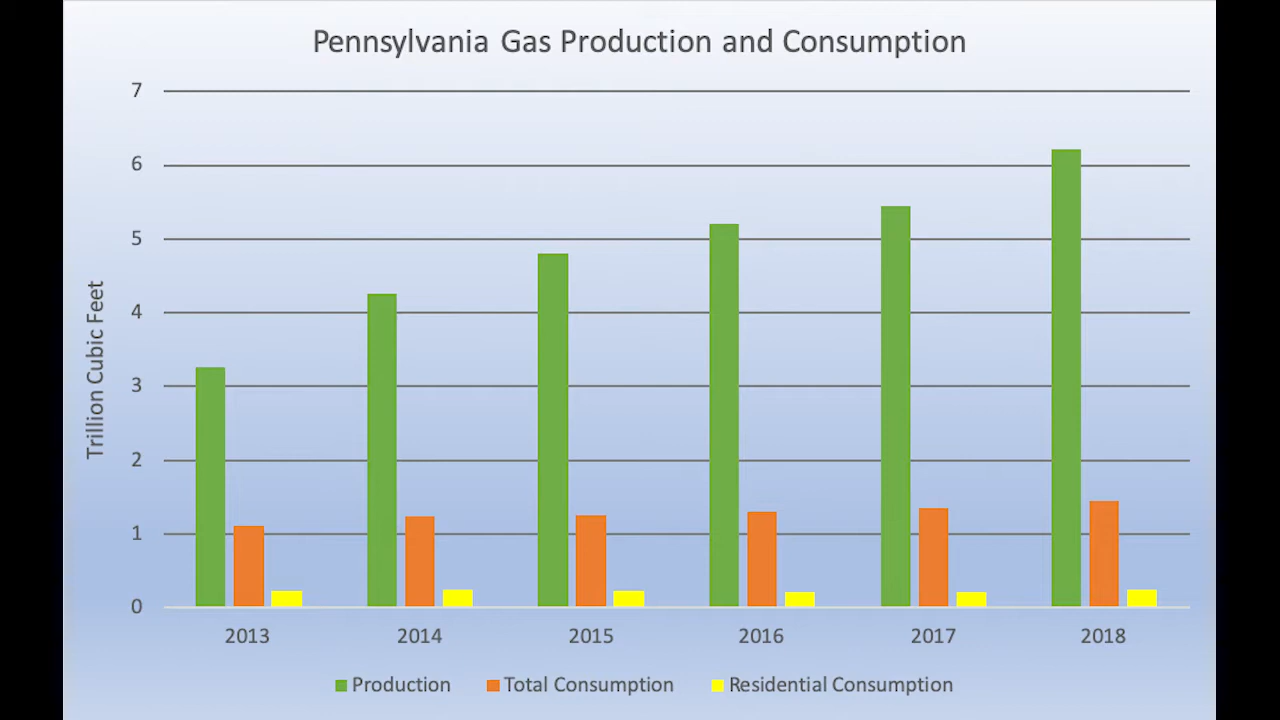 Pennsylvania Gas Production and Consumption
7
6
5
4
3
2
1
0
Trillion Cubic Feet
2013 2014 2015 2016 2017 2018
Production Total Consumption Residential Consumption